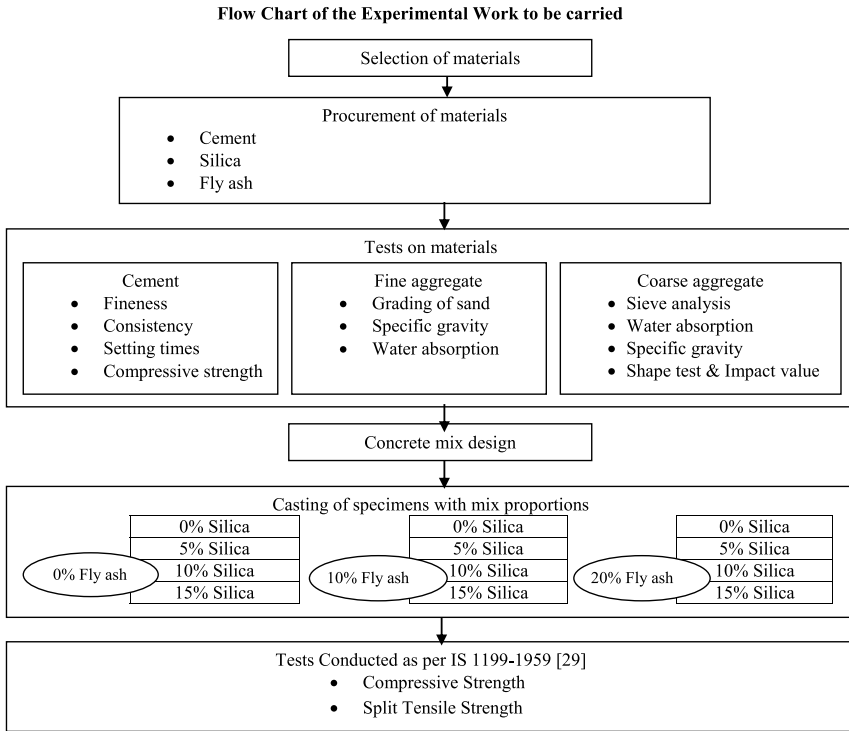 Flow Chart of the Experimental Work to be carried
Selection of materials
Procurement of materials
• Cement
• Silica
• Fly ash
Tests on materials
Cement
• Fineness
• Consistency
• Setting times
• Compressive strength
Fine aggregate
• Grading of sand
• Specific gravity
• Water absorption
Coarse aggregate
• Sieve analysis
• Water absorption
• Specific gravity
• Shape test & Impact value
Concrete mix design
Casting of specimens with mix proportions
0% Fly ash
0% Silica
5% Silica
10% Silica
15% Silica
10% Fly ash
0% Silica
5% Silica
10% Silica
15% Silica
20% Fly ash
0% Silica
5% Silica
10% Silica
15% Silica
Tests Conducted as per IS 1199-1959 [29]
• Compressive Strength
• Split Tensile Strength